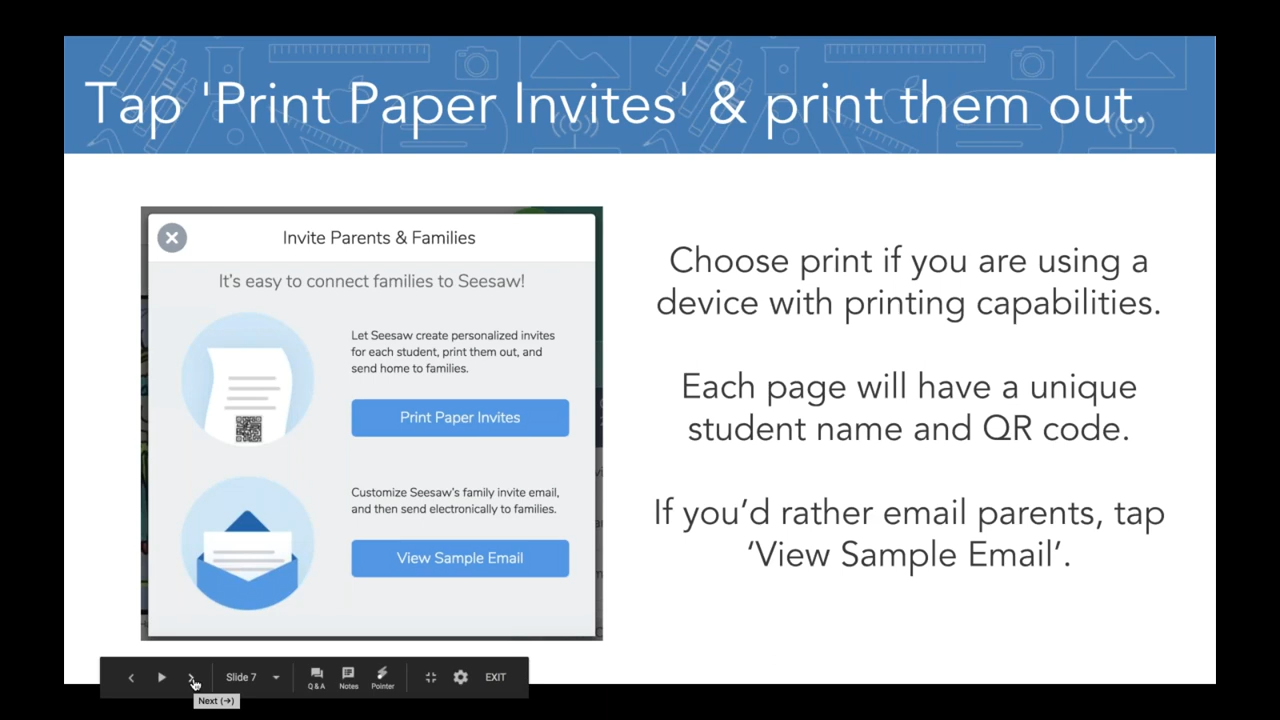 Tap 'Print Paper Invites' & print them out.
Invite Parents & Families
It's easy to connect families to Seesaw!
Let Seesaw create personalized invites
for each student, print them out, and
send home to families.
Print Paper Invites
Customize Seesaw's family invite email,
and then send electronically to families.
View Sample Email
Choose print if you are using a
device with printing capabilities.
Each page will have a unique
student name and QR code.
If you’d rather email parents, tap
‘View Sample Email’.
Slide 7
Q&A
Notes
Pointer
EXIT
Next (→)